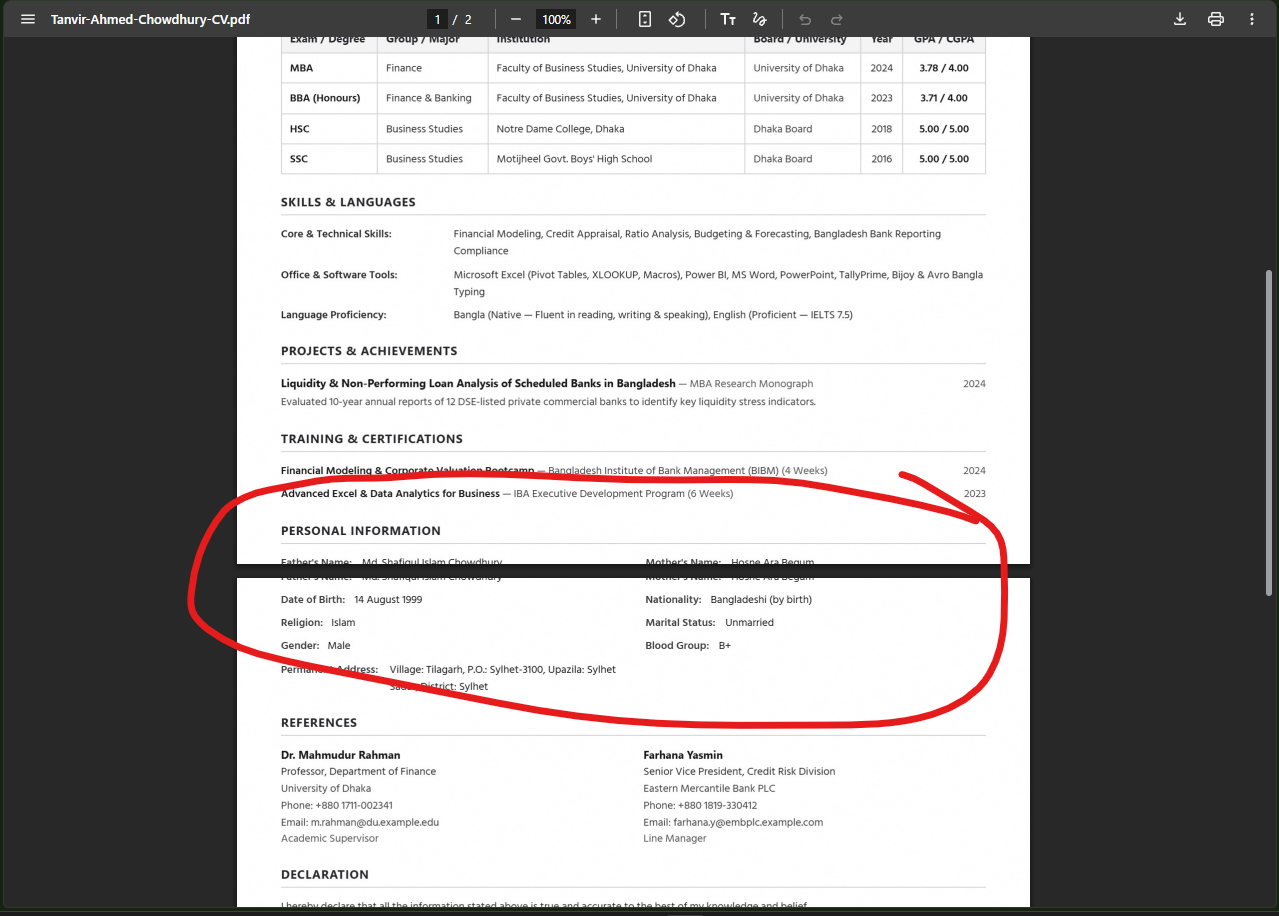 Tanvir-Ahmed-Chowdhury-CV.pdf
1 / 2
100%
Exam / Degree Group / Major Institution Board / University Year GPA / CGPA
MBA Finance Faculty of Business Studies, University of Dhaka University of Dhaka 2024 3.78 / 4.00
BBA (Honours) Finance & Banking Faculty of Business Studies, University of Dhaka University of Dhaka 2023 3.71 / 4.00
HSC Business Studies Notre Dame College, Dhaka Dhaka Board 2018 5.00 / 5.00
SSC Business Studies Motijheel Govt. Boys' High School Dhaka Board 2016 5.00 / 5.00
SKILLS & LANGUAGES
Core & Technical Skills: Financial Modeling, Credit Appraisal, Ratio Analysis, Budgeting & Forecasting, Bangladesh Bank Reporting
Compliance
Office & Software Tools: Microsoft Excel (Pivot Tables, XLOOKUP, Macros), Power BI, MS Word, PowerPoint, TallyPrime, Bijoy & Avro Bangla
Typing
Language Proficiency: Bangla (Native — Fluent in reading, writing & speaking), English (Proficient — IELTS 7.5)
PROJECTS & ACHIEVEMENTS
Liquidity & Non-Performing Loan Analysis of Scheduled Banks in Bangladesh — MBA Research Monograph 2024
Evaluated 10-year annual reports of 12 DSE-listed private commercial banks to identify key liquidity stress indicators.
TRAINING & CERTIFICATIONS
Financial Modeling & Corporate Valuation Bootcamp — Bangladesh Institute of Bank Management (BIBM) (4 Weeks) 2024
Advanced Excel & Data Analytics for Business — IBA Executive Development Program (6 Weeks) 2023
PERSONAL INFORMATION
Father's Name: Md. Shafiqul Islam Chowdhury Mother's Name: Hosne Ara Begum
Father's Name: Md. Shafiqul Islam Chowdhury Mother's Name: Hosne Ara Begum
Date of Birth: 14 August 1999 Nationality: Bangladeshi (by birth)
Religion: Islam Marital Status: Unmarried
Gender: Male Blood Group: B+
Permanent Address: Village: Tilagarh, P.O.: Sylhet-3100, Upazila: Sylhet
Sadar, District: Sylhet
REFERENCES
Dr. Mahmudur Rahman Farhana Yasmin
Professor, Department of Finance Senior Vice President, Credit Risk Division
University of Dhaka Eastern Mercantile Bank PLC
Phone: +880 1711-002341 Phone: +880 1819-330412
Email: m.rahman@du.example.edu Email: farhana.y@embplc.example.com
Academic Supervisor Line Manager
DECLARATION
I hereby declare that all the information stated above is true and accurate to the best of my knowledge and belief.